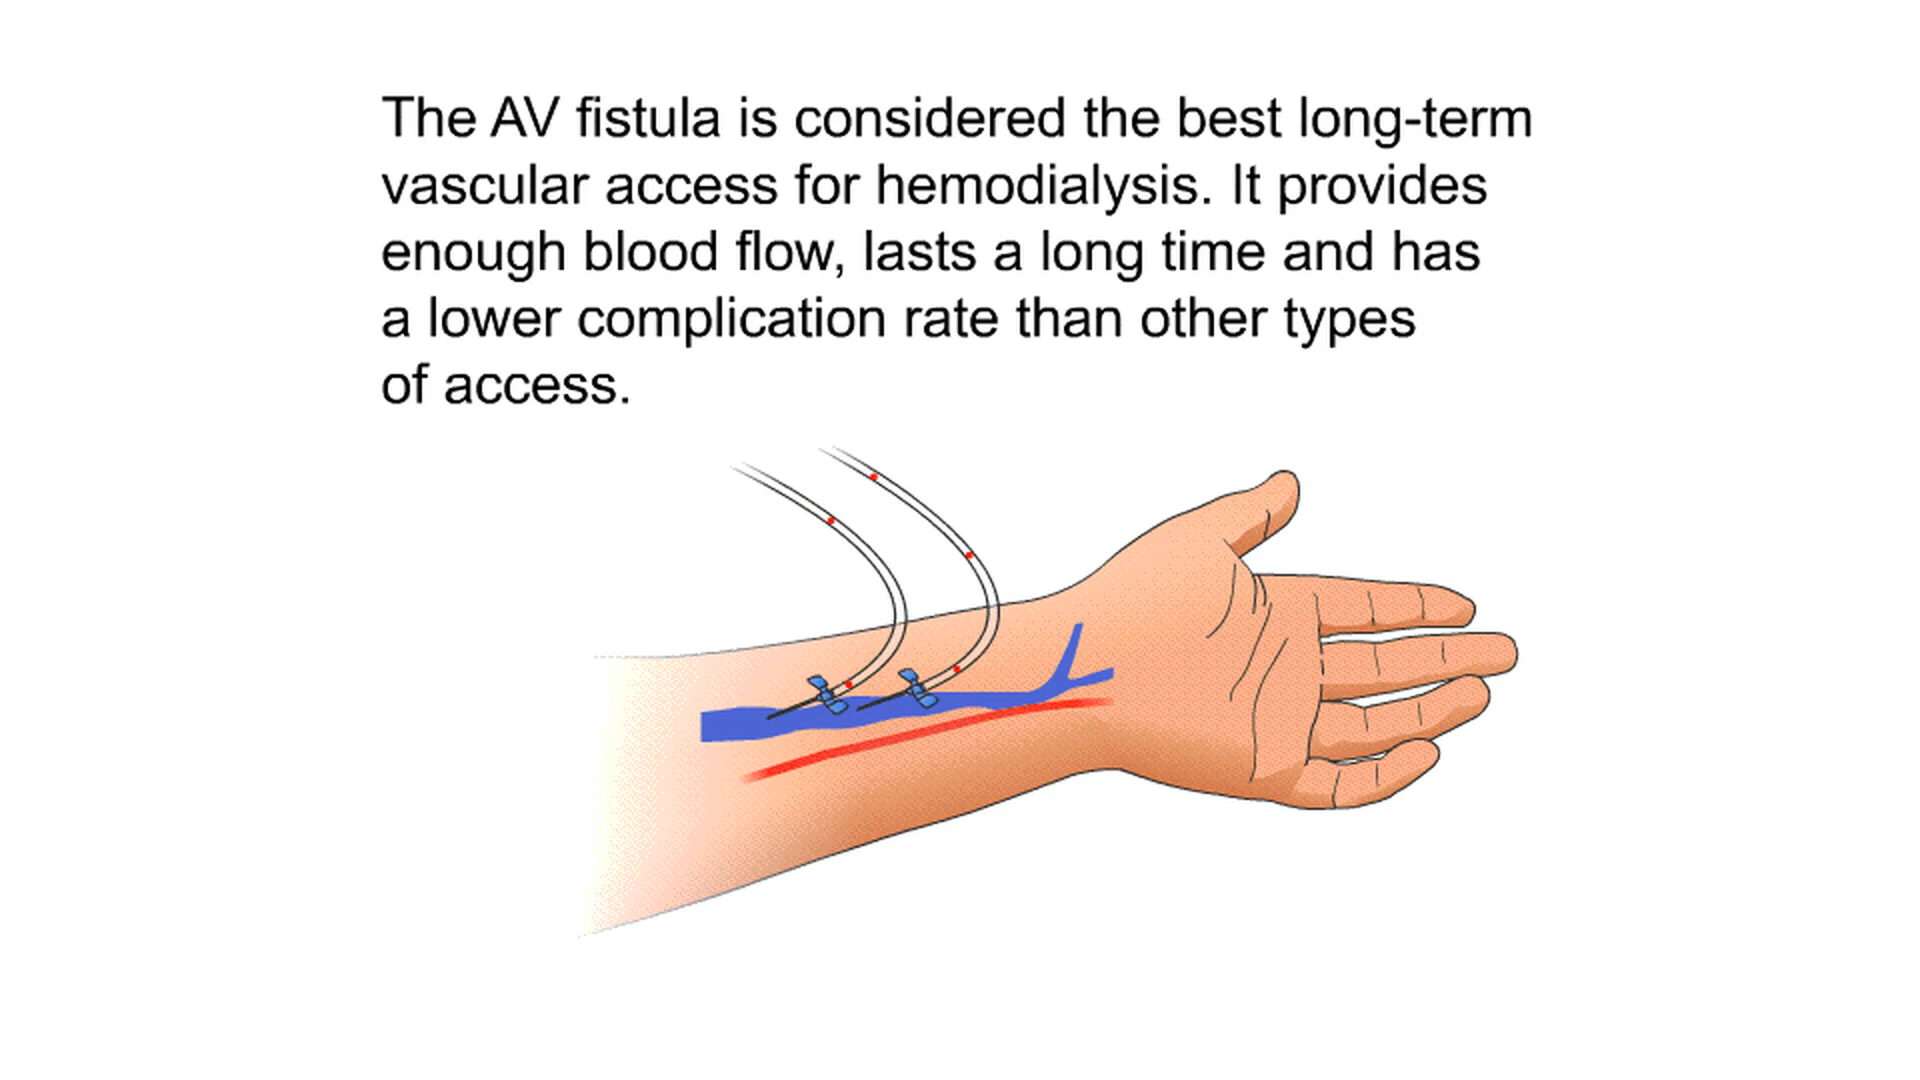 The AV fistula is considered the best long-term
vascular access for hemodialysis. It provides
enough blood flow, lasts a long time and has
a lower complication rate than other types
of access.